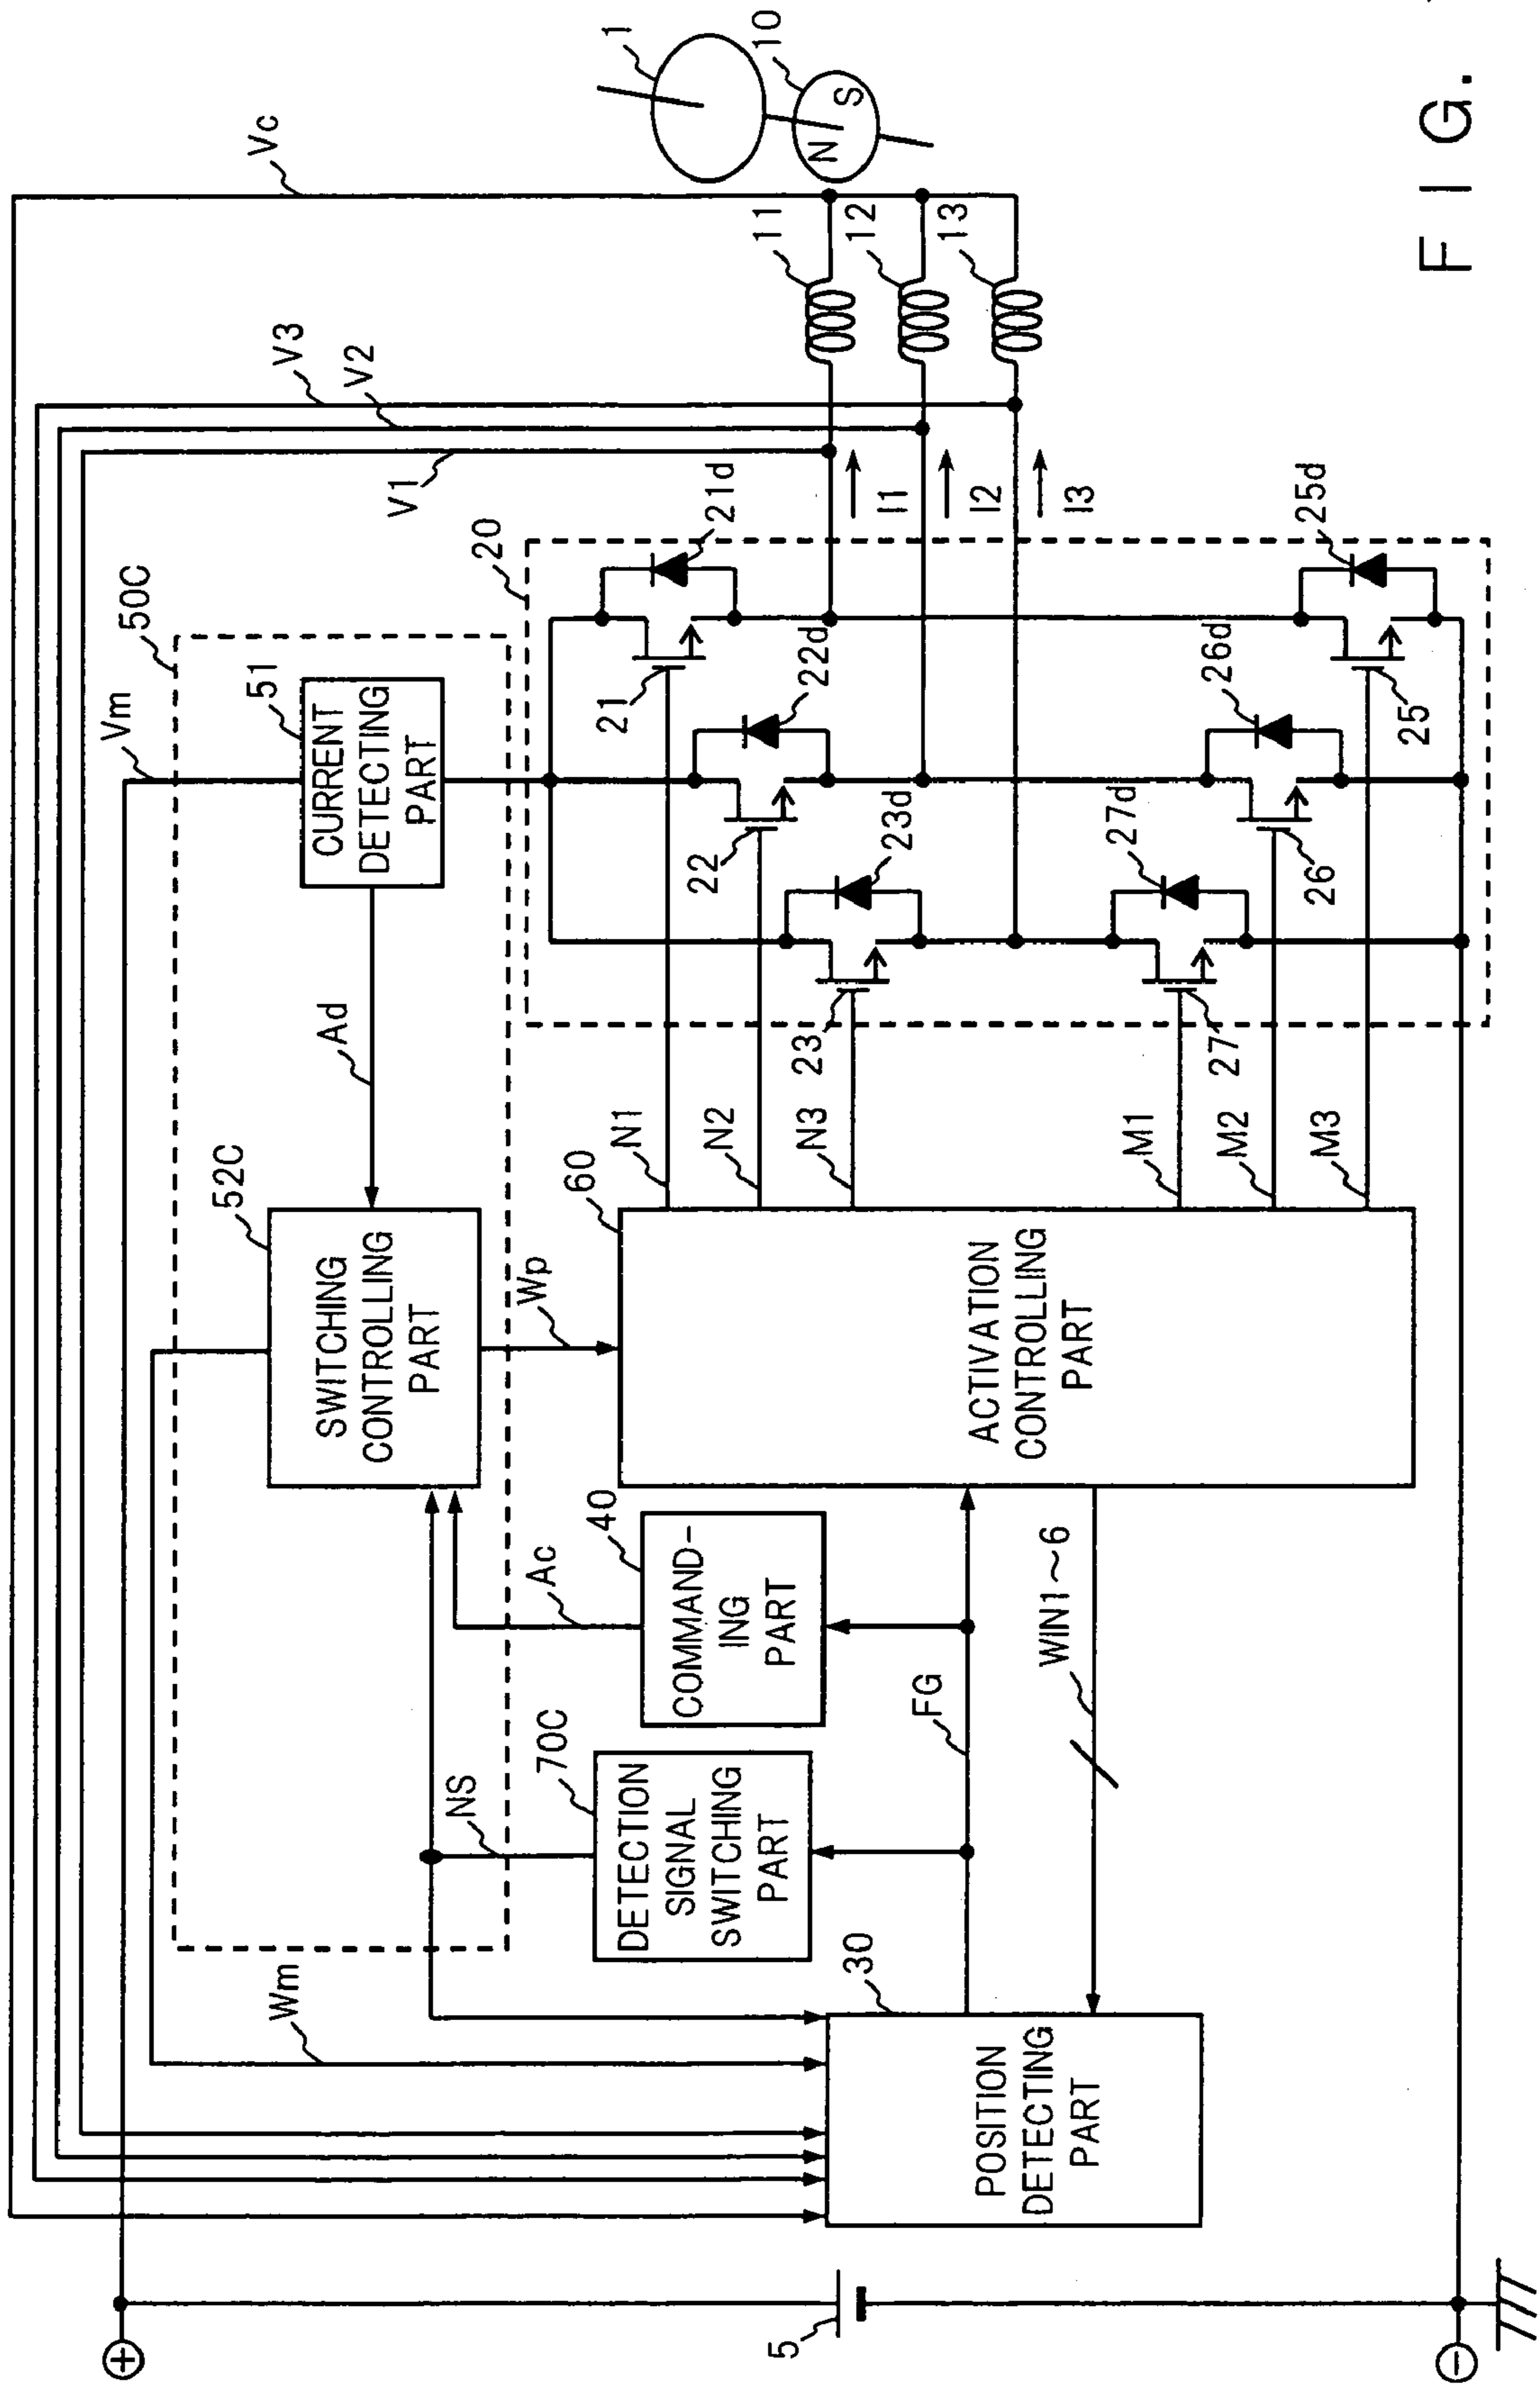 Vc
1
10
N
S
V3
V2
V1
11
12
13
I1
I2
I3
50C
20
Vm
51
CURRENT
DETECTING
PART
21d
21
22d
22
23d
23
25d
25
26d
26
27d
27
Ad
52C
SWITCHING
CONTROLLING
PART
Wp
60
N1
N2
N3
M1
M2
M3
ACTIVATION
CONTROLLING
PART
40
Ac
COMMAND-
ING
PART
FG
WIN1~6
NS
70C
DETECTION
SIGNAL
SWITCHING
PART
Wm
30
POSITION
DETECTING
PART
5
+
−
FIG.